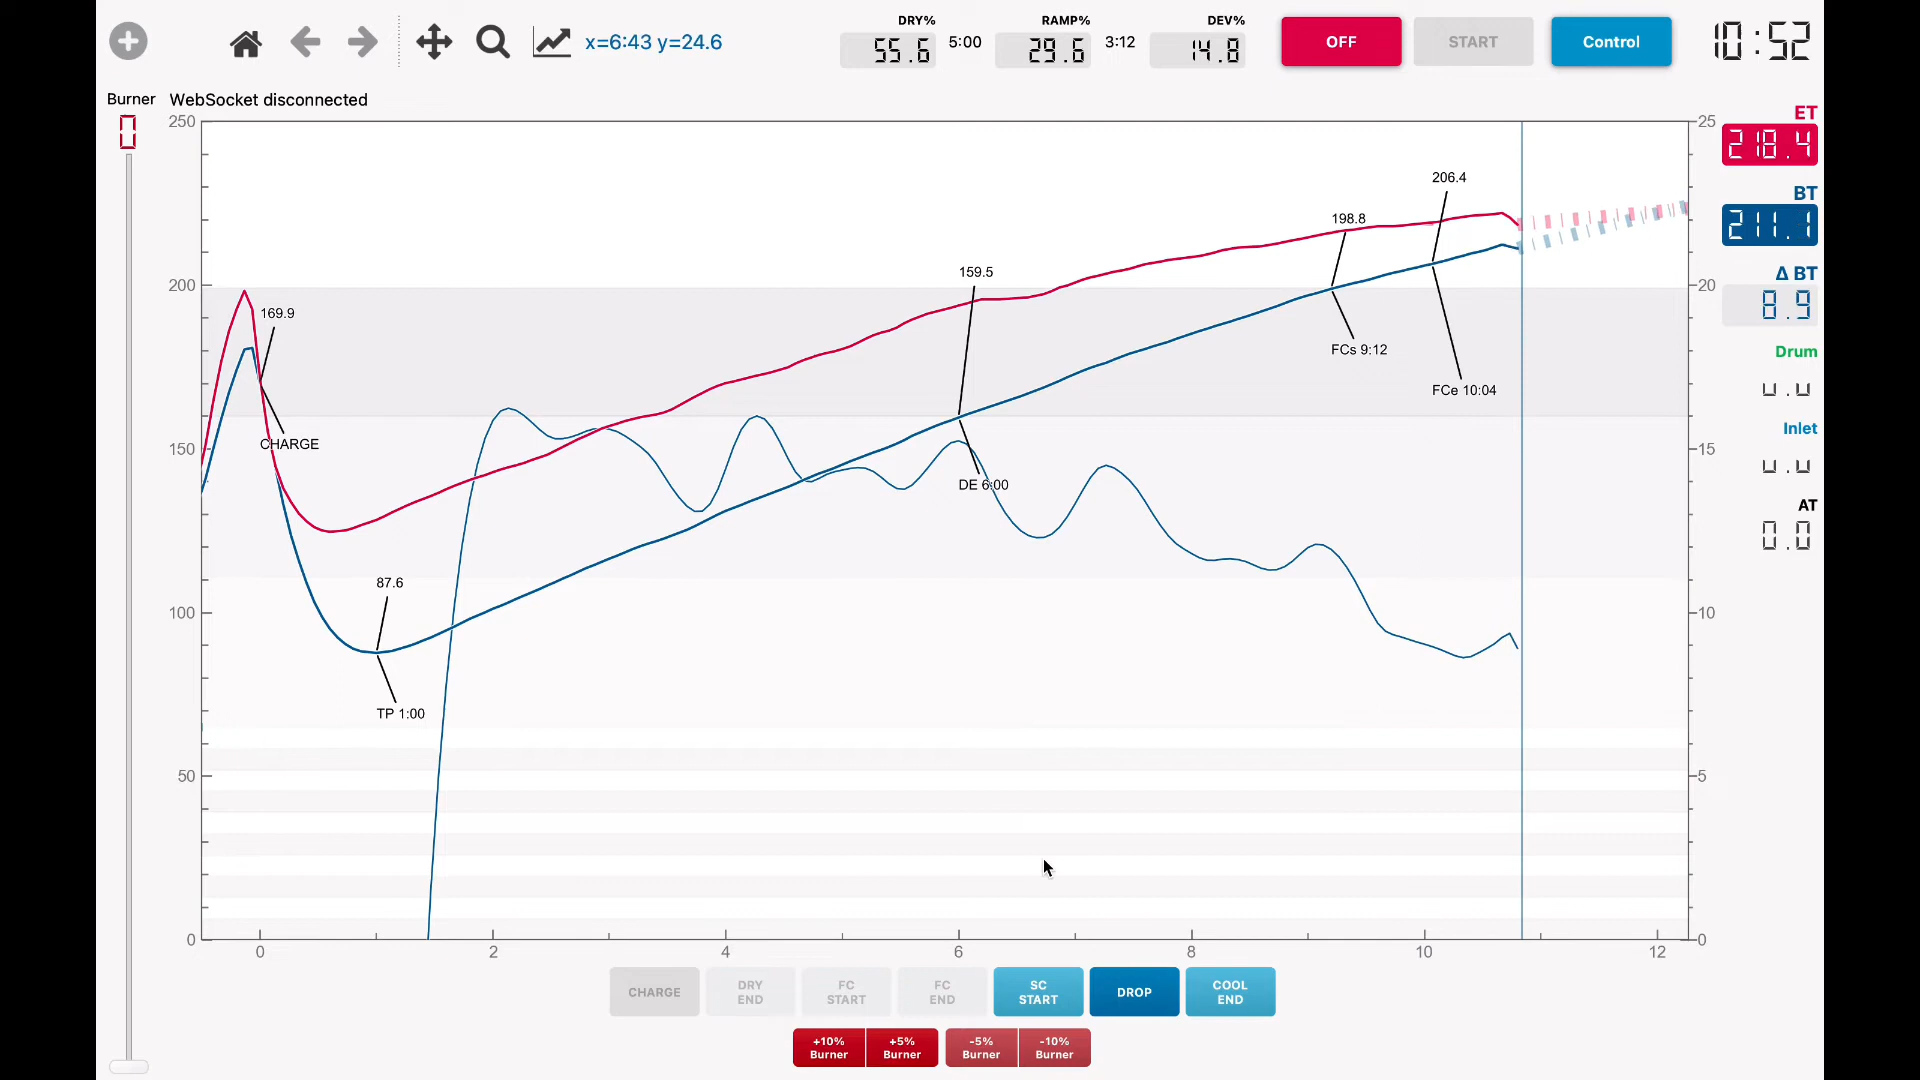 x=6:43 y=24.6
DRY%
55.6
5:00
RAMP%
29.6
3:12
DEV%
14.8
OFF
START
Control
10:52
Burner
0
WebSocket disconnected
250
200
150
100
50
0
25
20
15
10
5
0
0
2
4
6
8
10
12
169.9
CHARGE
87.6
TP 1:00
159.5
DE 6:00
198.8
FCs 9:12
206.4
FCe 10:04
ET
218.4
BT
211.1
Δ BT
8.9
Drum
u.u
Inlet
u.u
AT
0.0
CHARGE
DRY
END
FC
START
FC
END
SC
START
DROP
COOL
END
+10%
Burner
+5%
Burner
-5%
Burner
-10%
Burner